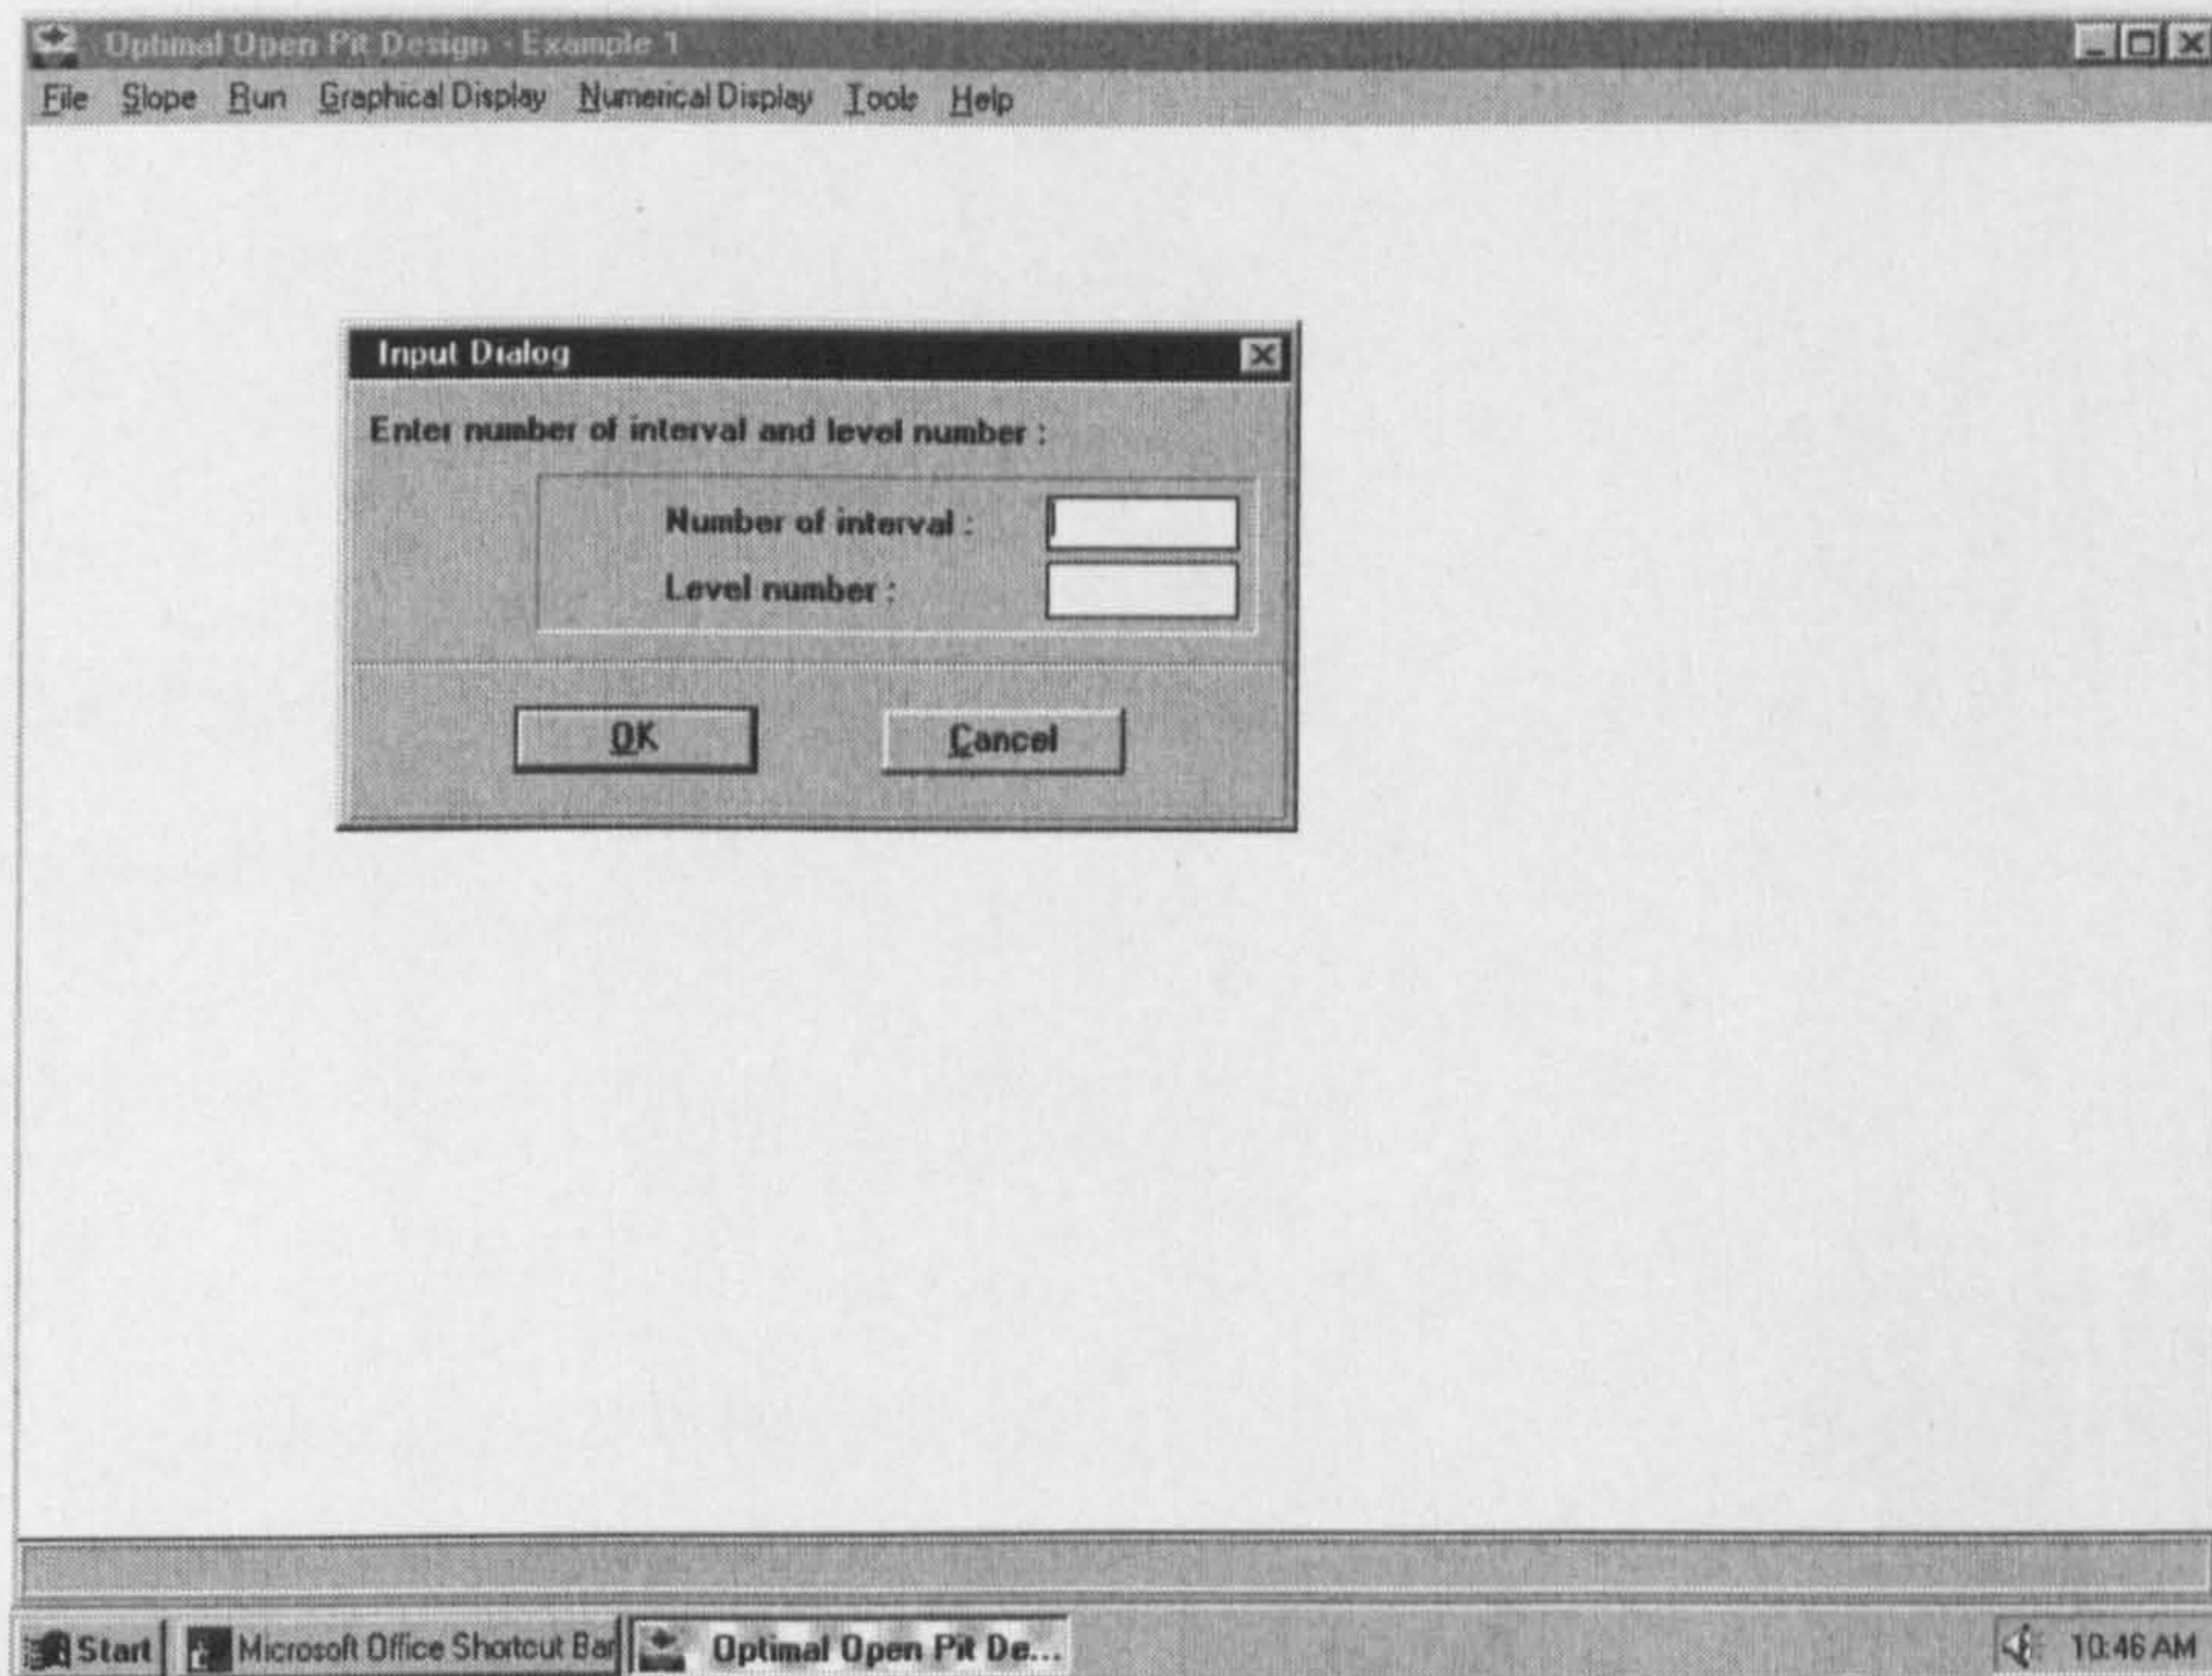 Optimal Open Pit Design - Example 1
File Slope Run Graphical Display Numerical Display Tools Help
Input Dialog
Enter number of interval and level number :
Number of interval :
Level number :
OK Cancel
Start Microsoft Office Shortcut Bar Optimal Open Pit De... 10:46 AM